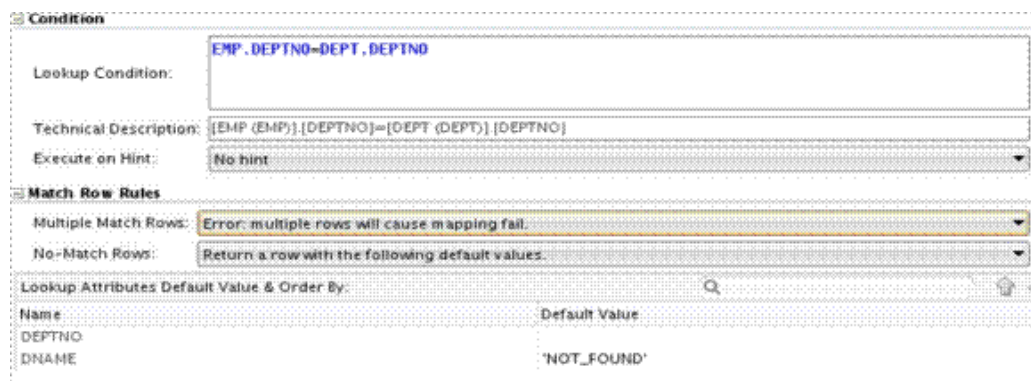 Condition
EMP.DEPTNO=DEPT.DEPTNO
Lookup Condition:
Technical Description: [EMP (EMP)].[DEPTNO]=[DEPT (DEPT)].[DEPTNO]
Execute on Hint: No hint
Match Row Rules
Multiple Match Rows: Error: multiple rows will cause mapping fail.
No-Match Rows: Return a row with the following default values.
Lookup Attributes Default Value & Order By:
Name Default Value
DEPTNO
DNAME 'NOT_FOUND'